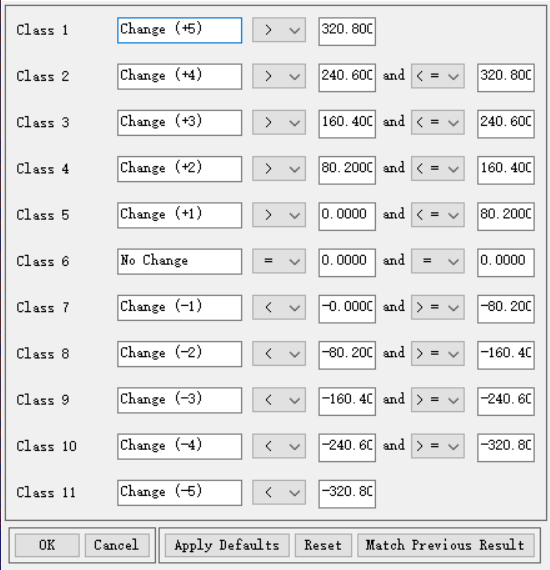 Class 1 Change (+5) > 320.800
Class 2 Change (+4) > 240.600 and <= 320.800
Class 3 Change (+3) > 160.400 and <= 240.600
Class 4 Change (+2) > 80.2000 and <= 160.400
Class 5 Change (+1) > 0.0000 and <= 80.2000
Class 6 No Change = 0.0000 and = 0.0000
Class 7 Change (-1) < -0.000 and >= -80.200
Class 8 Change (-2) < -80.200 and >= -160.40
Class 9 Change (-3) < -160.40 and >= -240.60
Class 10 Change (-4) < -240.60 and >= -320.80
Class 11 Change (-5) < -320.80
OK Cancel Apply Defaults Reset Match Previous Result